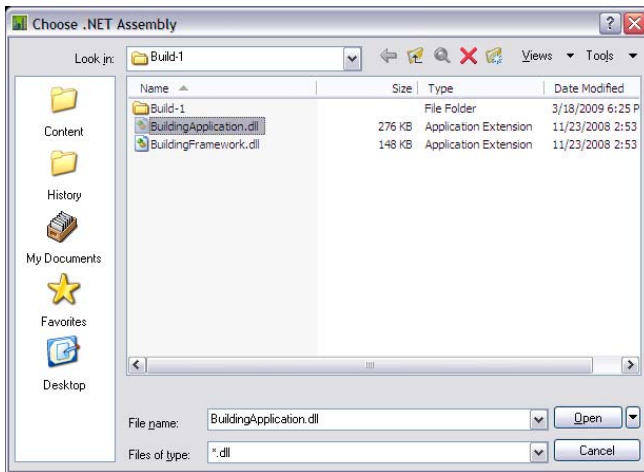 Choose .NET Assembly
Look in: Build-1 Views Tools
Name Size Type Date Modified
Build-1 File Folder 3/18/2009 6:25 P
BuildingApplication.dll 276 KB Application Extension 11/23/2008 2:53
BuildingFramework.dll 148 KB Application Extension 11/23/2008 2:53
Content
History
My Documents
Favorites
Desktop
File name: BuildingApplication.dll Open
Files of type: *.dll Cancel